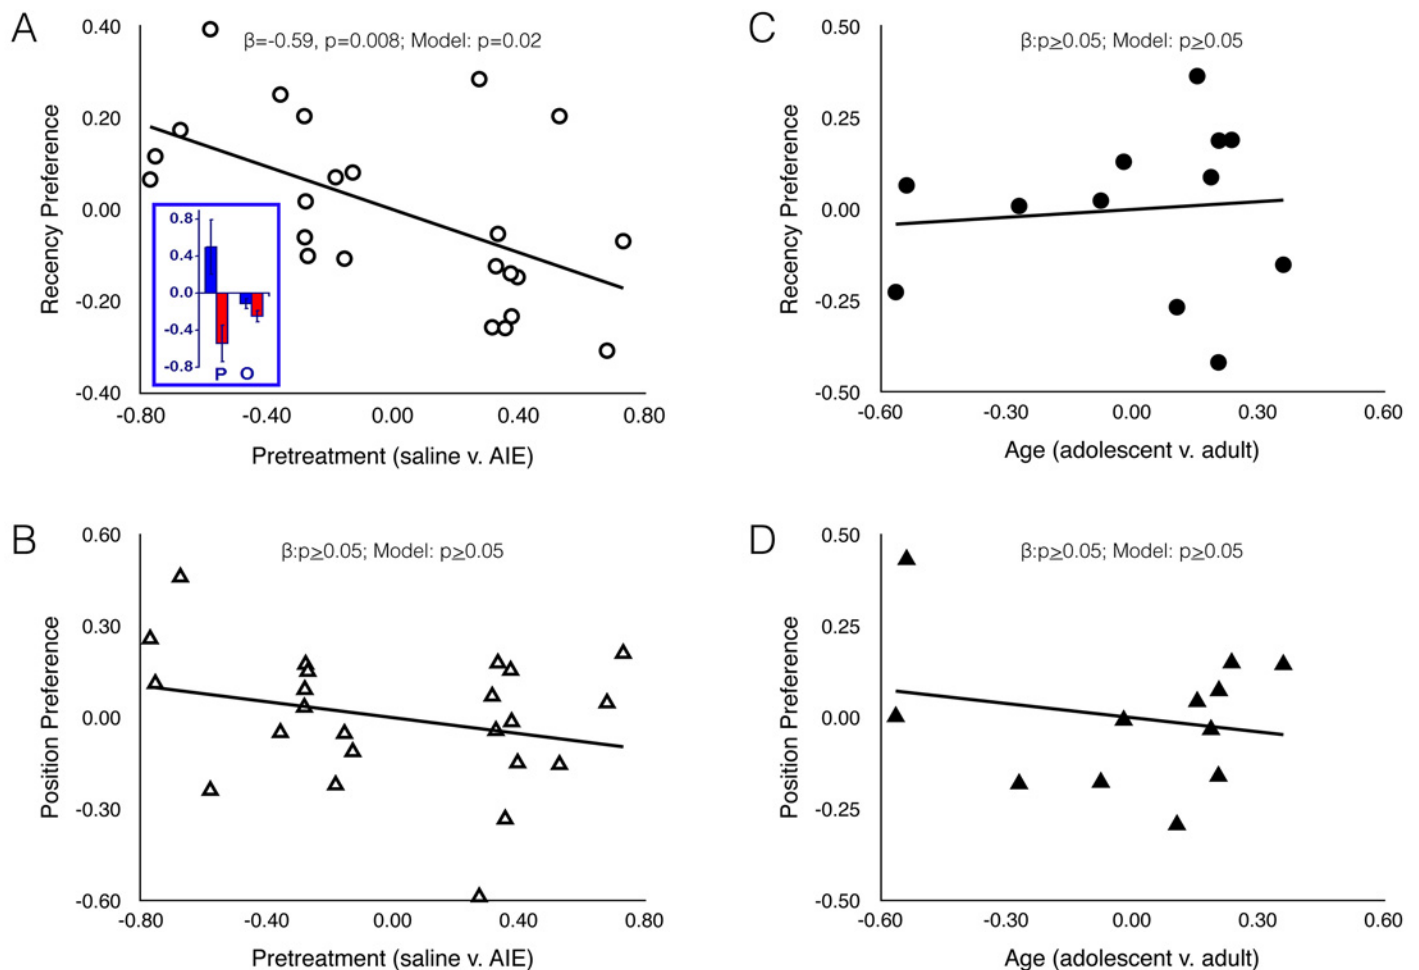 A
β=-0.59, p=0.008; Model: p=0.02
Recency Preference
0.40
0.20
0.00
-0.20
-0.40
0.8
0.4
0.0
-0.4
-0.8
P O
-0.80 -0.40 0.00 0.40 0.80
Pretreatment (saline v. AIE)
C
β:p≥0.05; Model: p≥0.05
Recency Preference
0.50
0.25
0.00
-0.25
-0.50
-0.60 -0.30 0.00 0.30 0.60
Age (adolescent v. adult)
B
β:p≥0.05; Model: p≥0.05
Position Preference
0.60
0.30
0.00
-0.30
-0.60
-0.80 -0.40 0.00 0.40 0.80
Pretreatment (saline v. AIE)
D
β:p≥0.05; Model: p≥0.05
Position Preference
0.50
0.25
0.00
-0.25
-0.50
-0.60 -0.30 0.00 0.30 0.60
Age (adolescent v. adult)